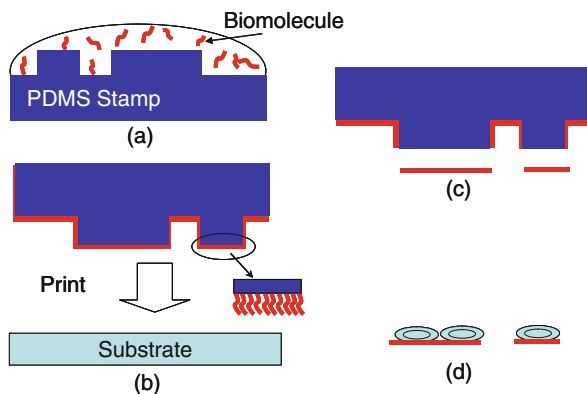 Biomolecule
PDMS Stamp
(a)
(c)
Print
Substrate
(b)
(d)